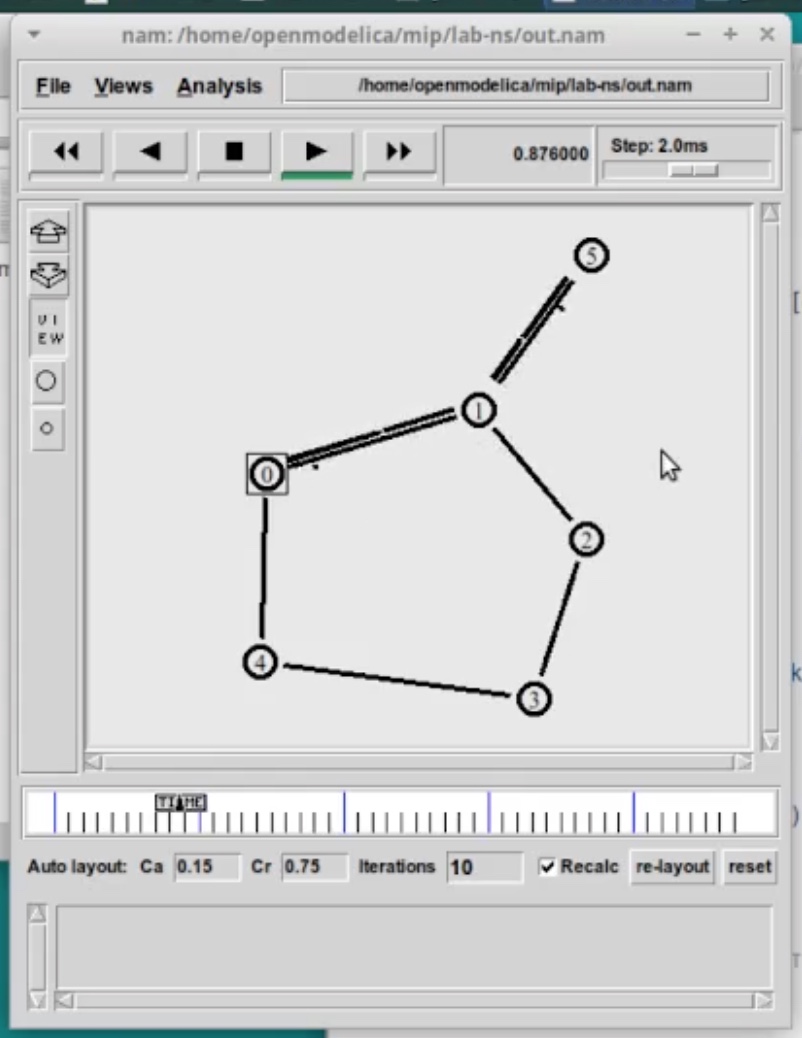 nam: /home/openmodelica/mip/lab-ns/out.nam
File Views Analysis /home/openmodelica/mip/lab-ns/out.nam
0.876000 Step: 2.0ms
VI
EW
5
1
0
2
4
3
TIME
Auto layout: Ca 0.15 Cr 0.75 Iterations 10 Recalc re-layout reset
[
k
)